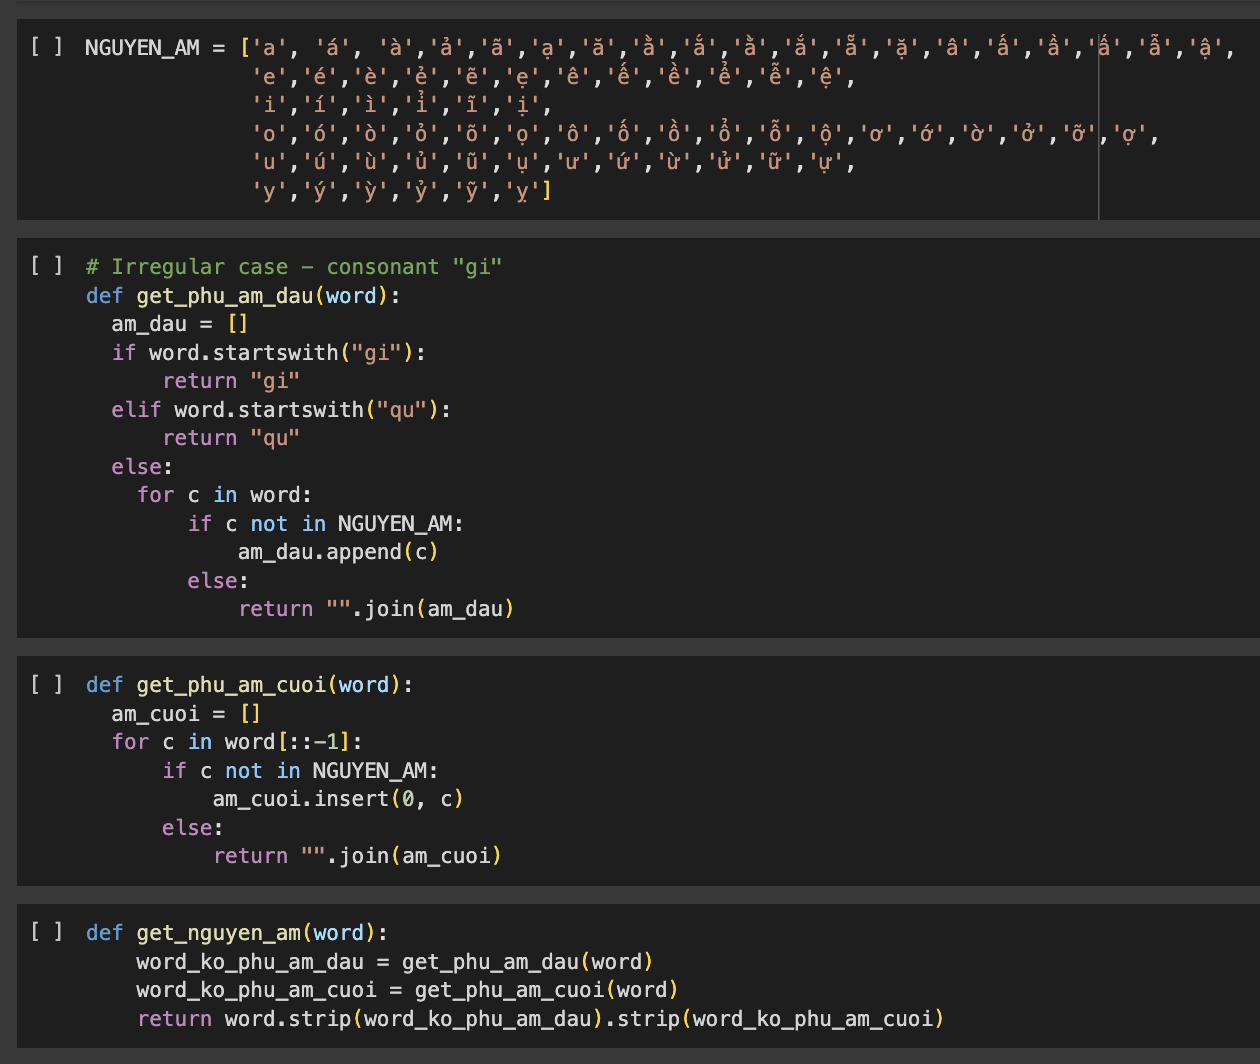 [ ] NGUYEN_AM = ['a', 'á', 'à','ả','ã','ạ','ă','ằ','ắ','ằ','ắ','ẵ','ặ','â','ấ','ầ','ấ','ẫ','ậ',
'e','é','è','ẻ','ẽ','ẹ','ê','ế','ề','ể','ễ','ệ',
'i','í','ì','ỉ','ĩ','ị',
'o','ó','ò','ỏ','õ','ọ','ô','ố','ồ','ổ','ỗ','ộ','ơ','ớ','ờ','ở','ỡ','ợ',
'u','ú','ù','ủ','ũ','ụ','ư','ứ','ừ','ử','ữ','ự',
'y','ý','ỳ','ỷ','ỹ','ỵ']
[ ] # Irregular case – consonant "gi"
def get_phu_am_dau(word):
am_dau = []
if word.startswith("gi"):
return "gi"
elif word.startswith("qu"):
return "qu"
else:
for c in word:
if c not in NGUYEN_AM:
am_dau.append(c)
else:
return "".join(am_dau)
[ ] def get_phu_am_cuoi(word):
am_cuoi = []
for c in word[::-1]:
if c not in NGUYEN_AM:
am_cuoi.insert(0, c)
else:
return "".join(am_cuoi)
[ ] def get_nguyen_am(word):
word_ko_phu_am_dau = get_phu_am_dau(word)
word_ko_phu_am_cuoi = get_phu_am_cuoi(word)
return word.strip(word_ko_phu_am_dau).strip(word_ko_phu_am_cuoi)